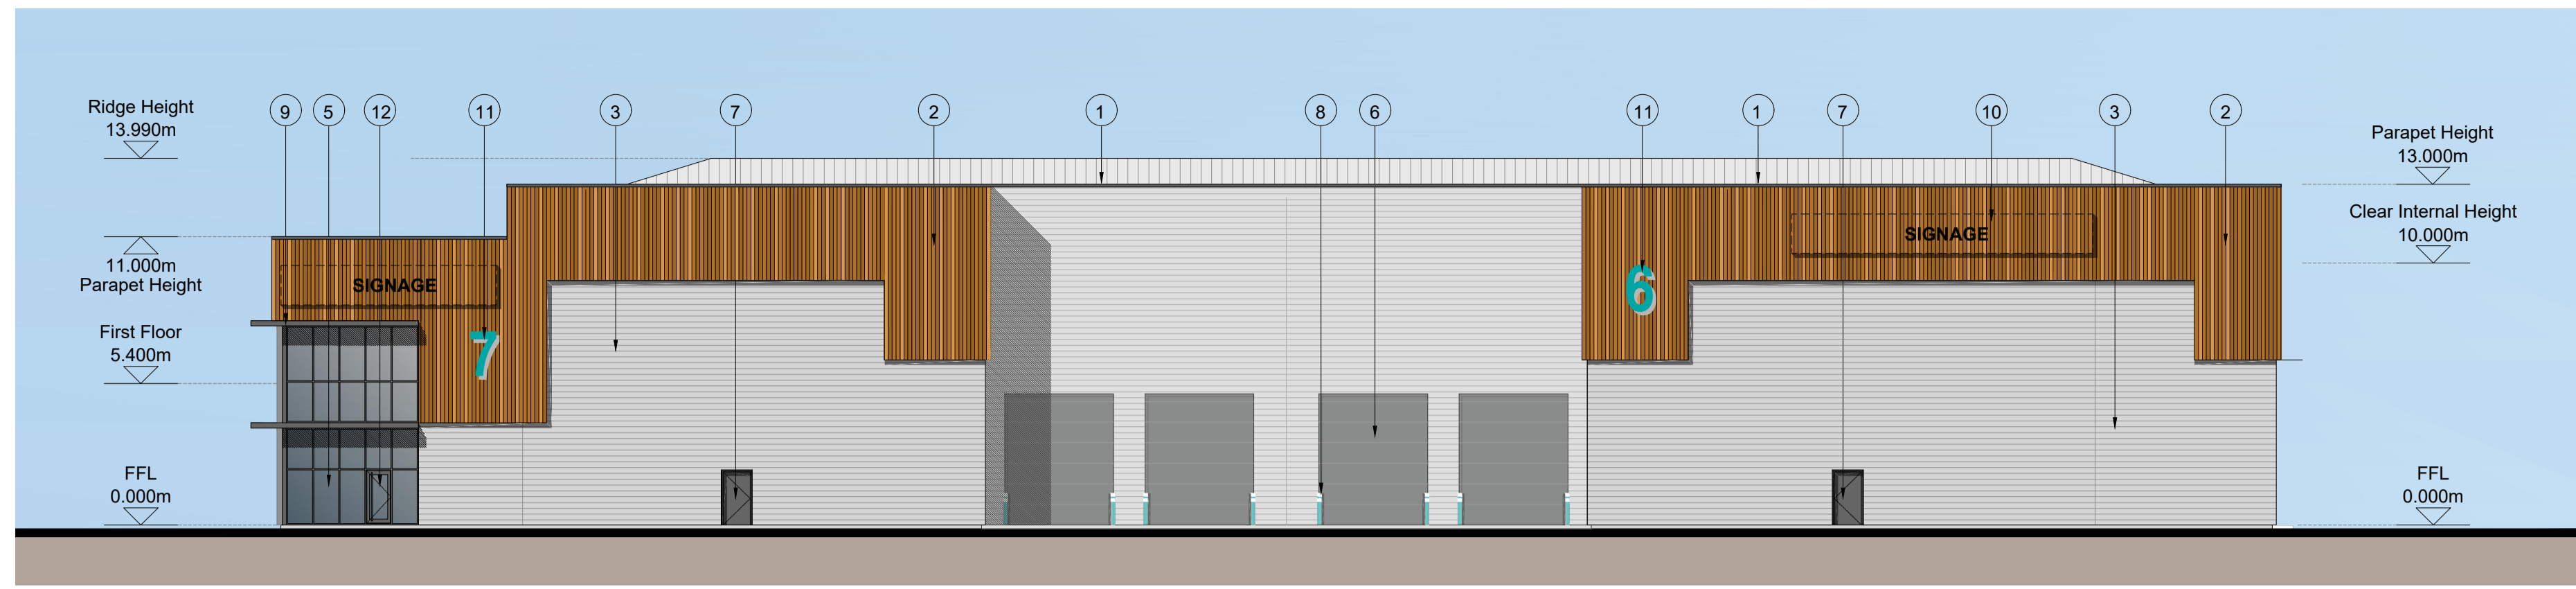 9 5 12 11 3 7 2 1 8 6 11 1 7 10 3 2
Ridge Height
13.990m
11.000m
Parapet Height
First Floor
5.400m
FFL
0.000m
SIGNAGE
7
6
SIGNAGE
Parapet Height
13.000m
Clear Internal Height
10.000m
FFL
0.000m